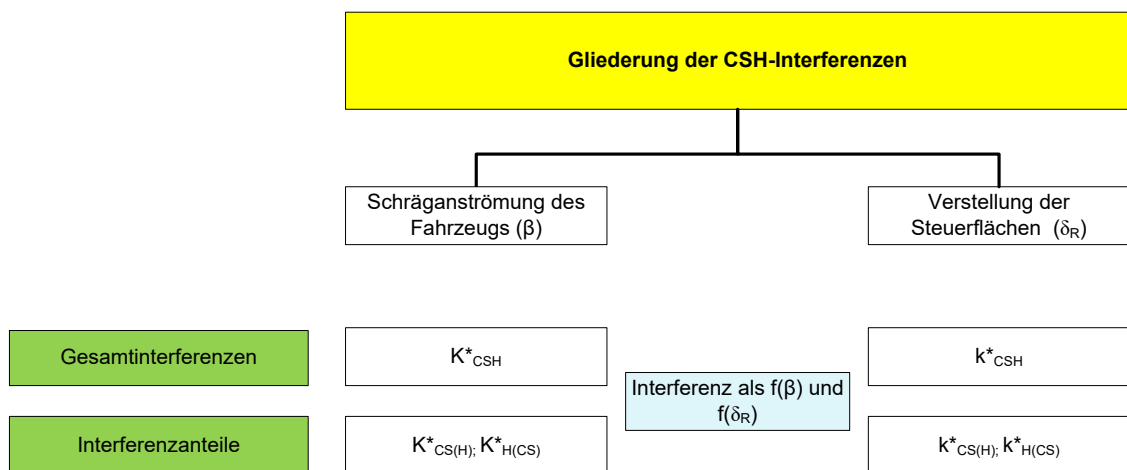 Gliederung der CSH-Interferenzen
Schräganströmung des
Fahrzeugs (β)
Verstellung der
Steuerflächen (δR)
Gesamtinterferenzen
K*CSH
k*CSH
Interferenz als f(β) und
f(δR)
Interferenzanteile
K*CS(H); K*H(CS)
k*CS(H); k*H(CS)